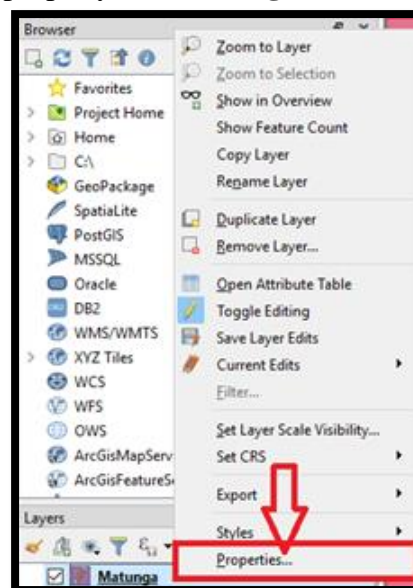 Browser
Favorites
Project Home
Home
C:\
GeoPackage
SpatiaLite
PostGIS
MSSQL
Oracle
DB2
WMS/WMTS
XYZ Tiles
WCS
WFS
OWS
ArcGisMapServ
ArcGisFeatureS
Layers
Matunga
Zoom to Layer
Zoom to Selection
Show in Overview
Show Feature Count
Copy Layer
Rename Layer
Duplicate Layer
Remove Layer...
Open Attribute Table
Toggle Editing
Save Layer Edits
Current Edits
Filter...
Set Layer Scale Visibility...
Set CRS
Export
Styles
Properties...